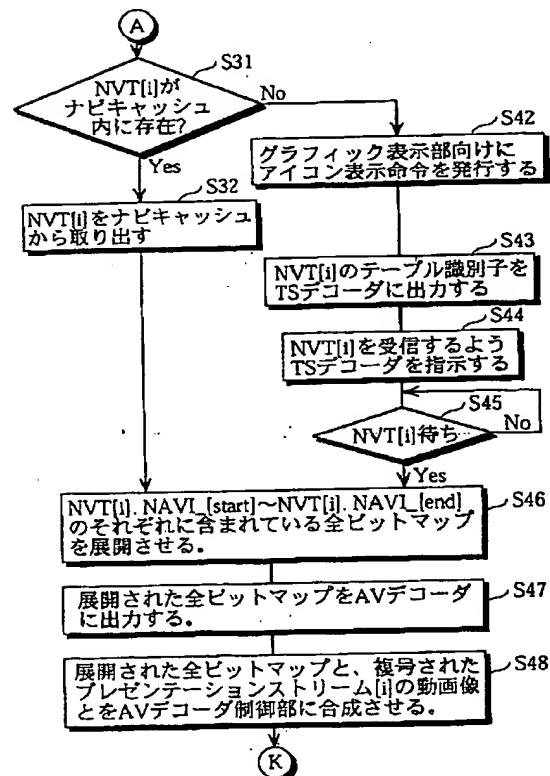 A
S31
NVT[i]が
ナビキャッシュ
内に存在?
No
Yes
S32
NVT[i]をナビキャッシュ
から取り出す
S42
グラフィック表示部向けに
アイコン表示命令を発行する
S43
NVT[i]のテーブル識別子を
TSデコーダに出力する
S44
NVT[i]を受信するよう
TSデコーダを指示する
S45
NVT[i]待ち
No
Yes
S46
NVT[i]. NAVI_[start]～NVT[i]. NAVI_[end]
のそれぞれに含まれている全ビットマップ
を展開させる。
S47
展開された全ビットマップをAVデコーダ
に出力する。
S48
展開された全ビットマップと、複号された
プレゼンテーションストリーム[i]の動画像
とをAVデコーダ制御部に合成させる。
K